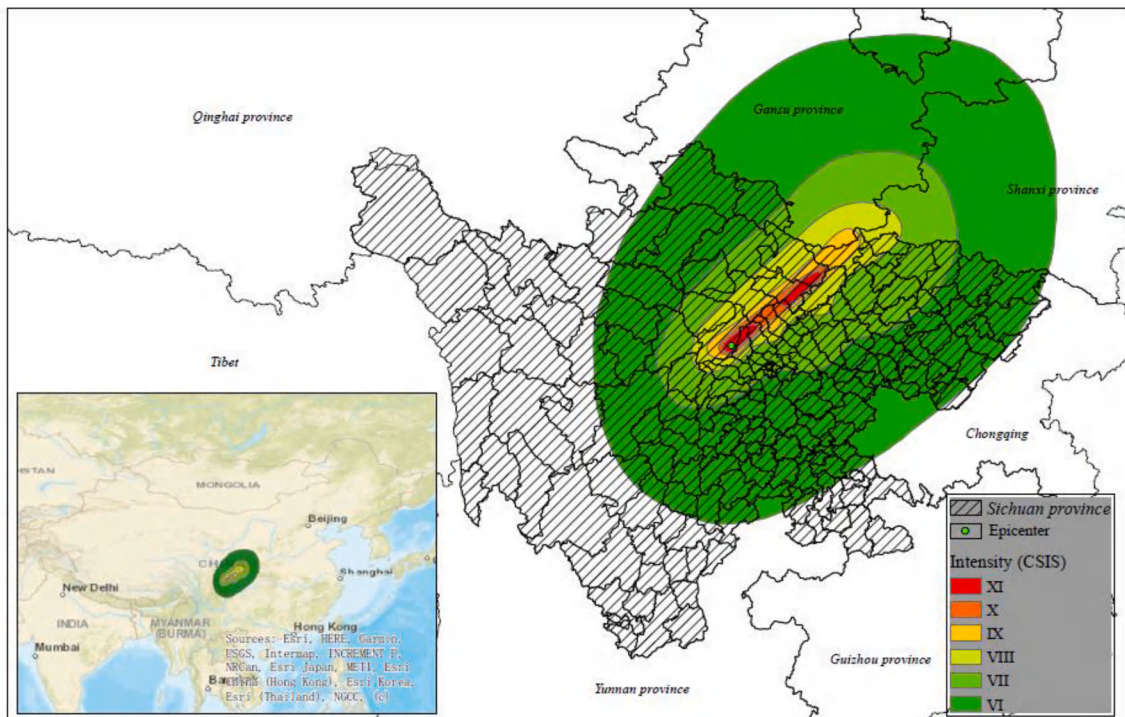 Qinghai province
Gansu province
Shanxi province
Tibet
Chongqing
Guizhou province
Yunnan province
Sichuan province
Epicenter
Intensity (CSIS)
XI
X
IX
VIII
VII
VI
STAN
MONGOLIA
Beijing
Shanghai
New Delhi
INDIA
MYANMAR
(BURMA)
Hong Kong
Mumbai
Sources: Esri, HERE, Garmin,
USGS, Intermap, INCREMENT P,
NRCan, Esri Japan, METI, Esri
China (Hong Kong), Esri Korea,
Esri (Thailand), NGCC, (c)